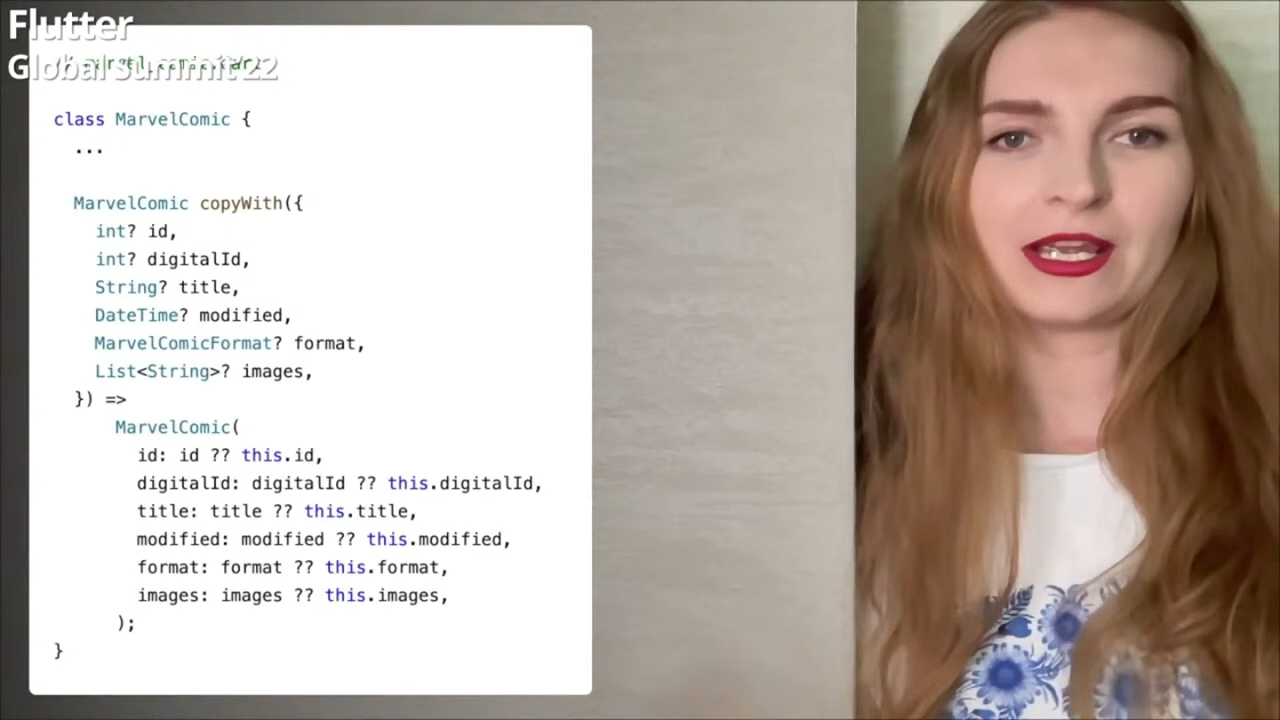 Flutter
Global Summit 22
class MarvelComic {
...
MarvelComic copyWith({
int? id,
int? digitalId,
String? title,
DateTime? modified,
MarvelComicFormat? format,
List<String>? images,
}) =>
MarvelComic(
id: id ?? this.id,
digitalId: digitalId ?? this.digitalId,
title: title ?? this.title,
modified: modified ?? this.modified,
format: format ?? this.format,
images: images ?? this.images,
);
}